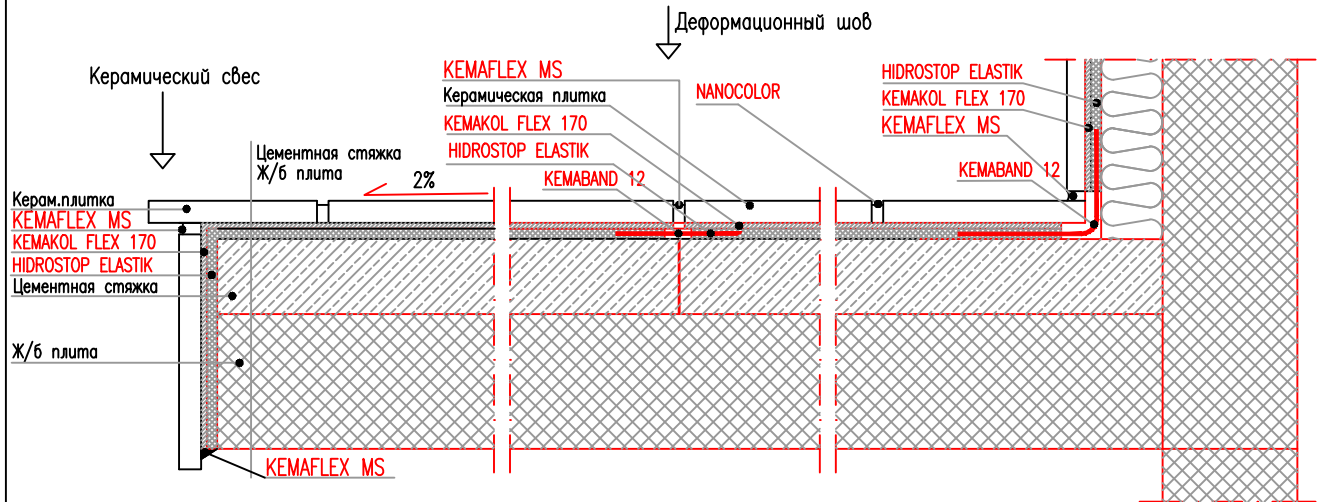 Деформационный шов
Керамический свес
KEMAFLEX MS
Керамическая плитка
KEMAKOL FLEX 170
HIDROSTOP ELASTIK
KEMABAND 12
NANOCOLOR
HIDROSTOP ELASTIK
KEMAKOL FLEX 170
KEMAFLEX MS
KEMABAND 12
Цементная стяжка
Ж/б плита
2%
Керам.плитка
KEMAFLEX MS
KEMAKOL FLEX 170
HIDROSTOP ELASTIK
Цементная стяжка
Ж/б плита
KEMAFLEX MS